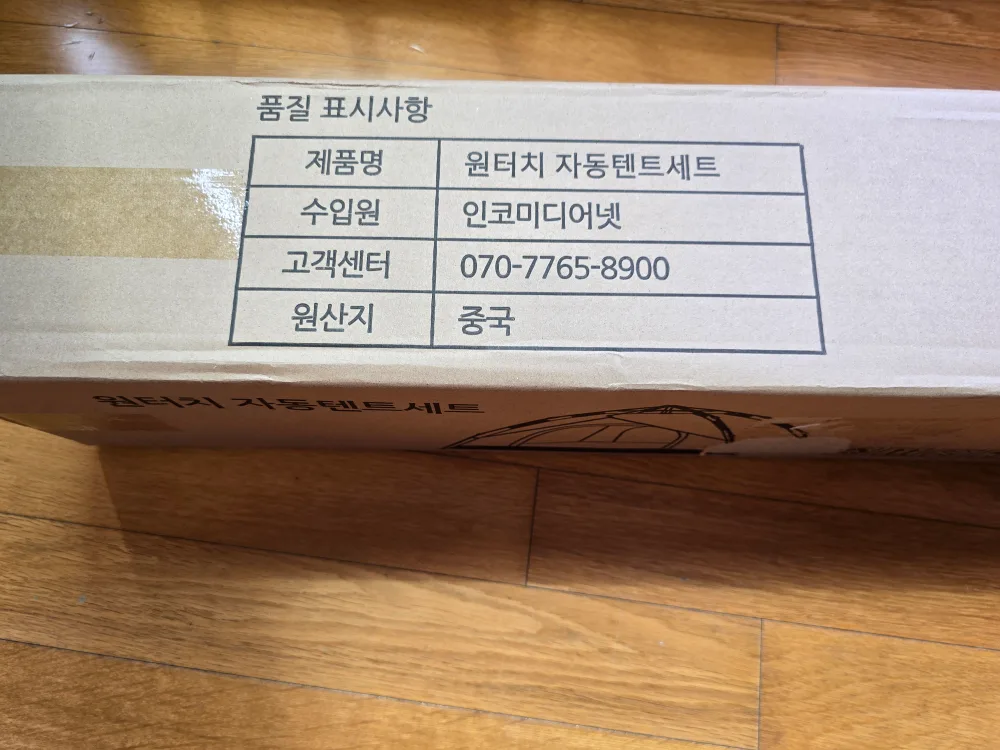 품질 표시사항
제품명 원터치 자동텐트세트
수입원 인코미디어넷
고객센터 070-7765-8900
원산지 중국
원터치 자동텐트세트